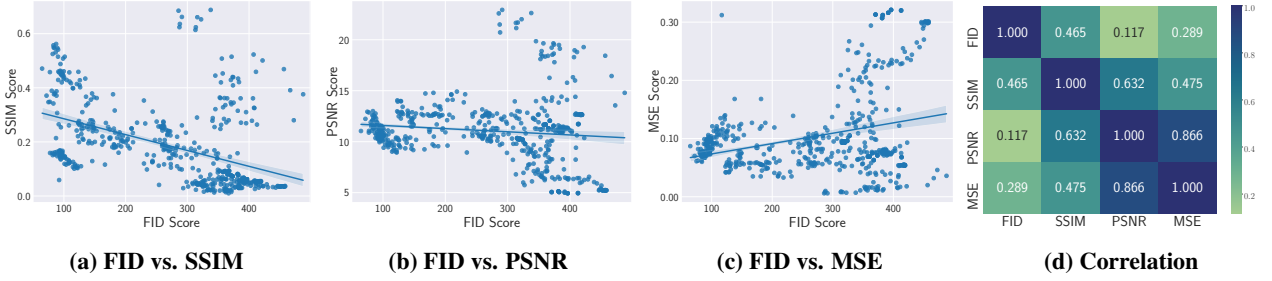 SSIM Score
0.6
0.4
0.2
0.0
100 200 300 400
FID Score
(a) FID vs. SSIM
PSNR Score
20
15
10
5
100 200 300 400
FID Score
(b) FID vs. PSNR
MSE Score
0.30
0.20
0.10
0.00
100 200 300 400
FID Score
(c) FID vs. MSE
FID 1.000 0.465 0.117 0.289
SSIM 0.465 1.000 0.632 0.475
PSNR 0.117 0.632 1.000 0.866
MSE 0.289 0.475 0.866 1.000
FID SSIM PSNR MSE
1.0
0.8
0.6
0.4
0.2
(d) Correlation